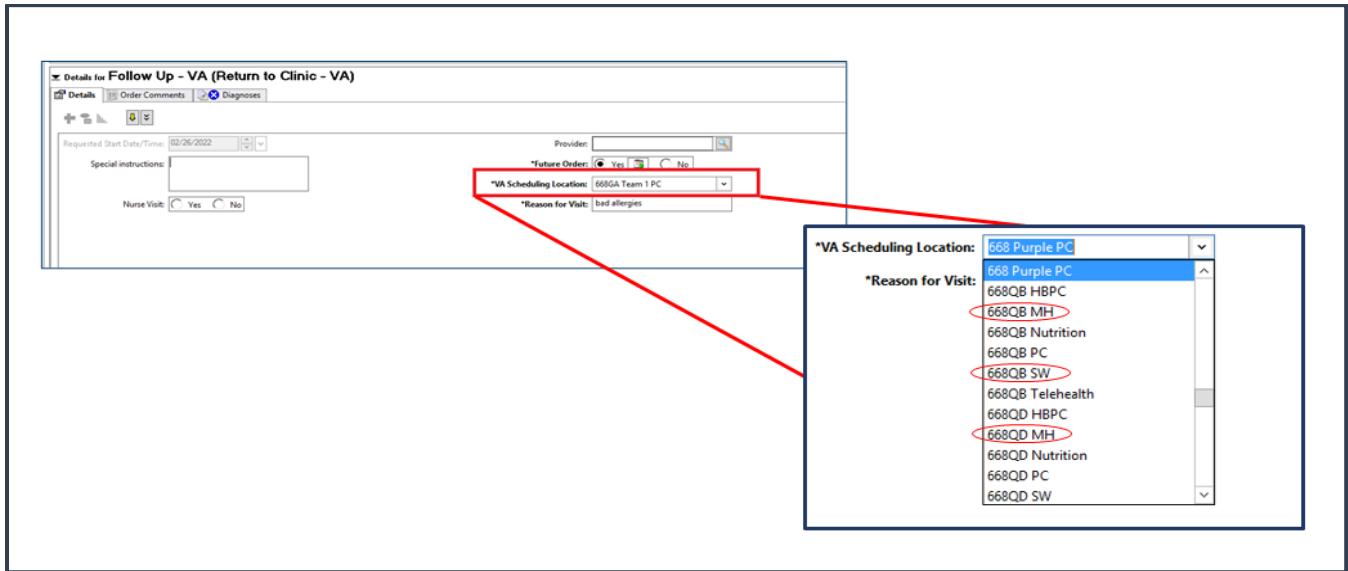 Details for Follow Up - VA (Return to Clinic - VA)
Details Order Comments Diagnoses
Requested Start Date/Time: 02/26/2022
Provider:
Special instructions:
*Future Order: Yes No
*VA Scheduling Location: 668GA Team 1 PC
Nurse Visit: Yes No
*Reason for Visit: bad allergies
*VA Scheduling Location: 668 Purple PC
*Reason for Visit:
668 Purple PC
668QB HBPC
668QB MH
668QB Nutrition
668QB PC
668QB SW
668QB Telehealth
668QD HBPC
668QD MH
668QD Nutrition
668QD PC
668QD SW